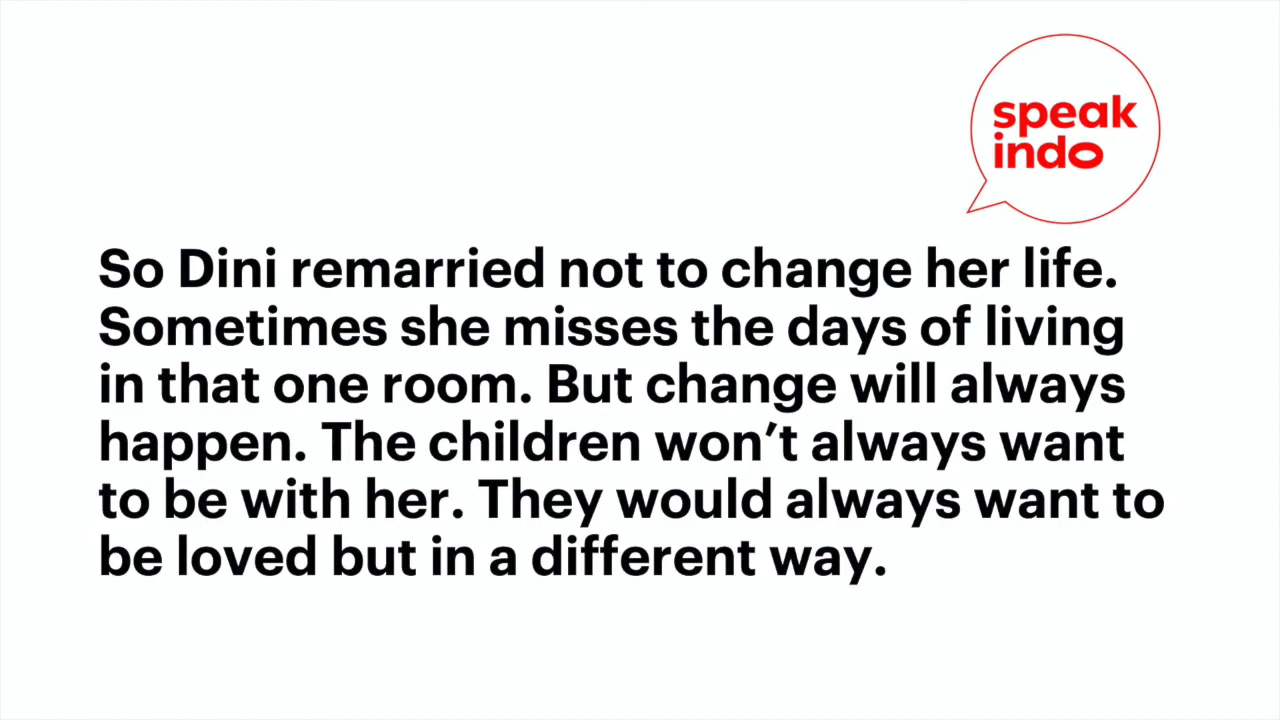 speak
indo
So Dini remarried not to change her life.
Sometimes she misses the days of living
in that one room. But change will always
happen. The children won’t always want
to be with her. They would always want to
be loved but in a different way.